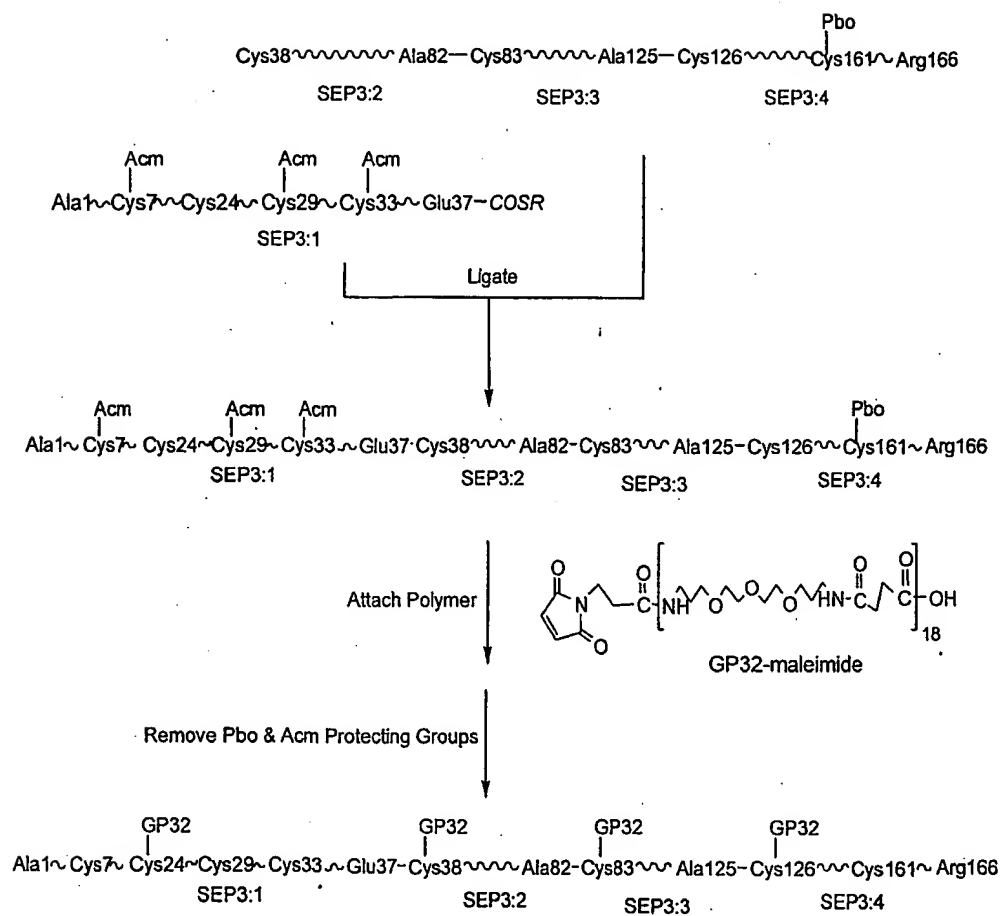 Pbo
Cys38 Ala82 Cys83 Ala125 Cys126 Cys161 Arg166
SEP3:2 SEP3:3 SEP3:4
Acm Acm Acm
Ala1 Cys7 Cys24 Cys29 Cys33 Glu37 COSR
SEP3:1
Ligate
Acm Acm Acm Pbo
Ala1 Cys7 Cys24 Cys29 Cys33 Glu37 Cys38 Ala82 Cys83 Ala125 Cys126 Cys161 Arg166
SEP3:1 SEP3:2 SEP3:3 SEP3:4
Attach Polymer
O O O O
N C NH O O O HN C C OH
O
18
GP32-maleimide
Remove Pbo & Acm Protecting Groups
GP32 GP32 GP32 GP32
Ala1 Cys7 Cys24 Cys29 Cys33 Glu37 Cys38 Ala82 Cys83 Ala125 Cys126 Cys161 Arg166
SEP3:1 SEP3:2 SEP3:3 SEP3:4